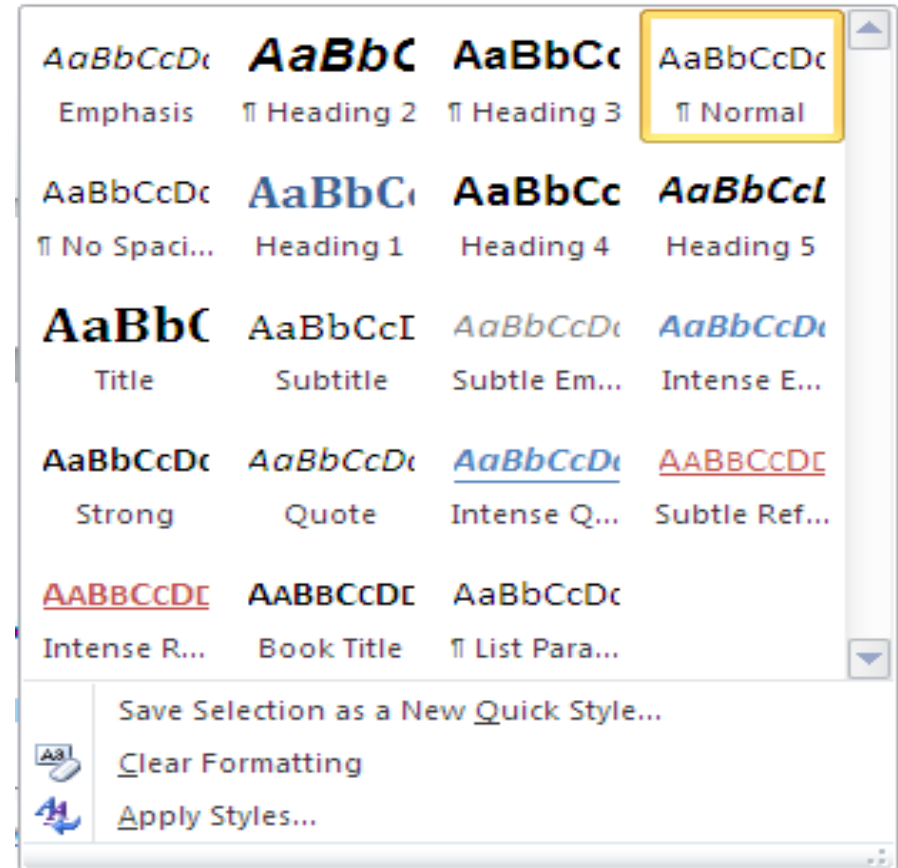 AaBbCcDc AaBbC AaBbCc AaBbCcDc
Emphasis ¶ Heading 2 ¶ Heading 3 ¶ Normal
AaBbCcDc AaBbCc AaBbCc AaBbCcL
¶ No Spaci... Heading 1 Heading 4 Heading 5
AaBbC AaBbCcD AaBbCcDc AaBbCcDc
Title Subtitle Subtle Em... Intense E...
AaBbCcDc AaBbCcDc AaBbCcDc AABBCCDD
Strong Quote Intense Q... Subtle Ref...
AABBCCDD AABBCCDD AaBbCcDc
Intense R... Book Title ¶ List Para...
Save Selection as a New Quick Style...
Clear Formatting
Apply Styles...